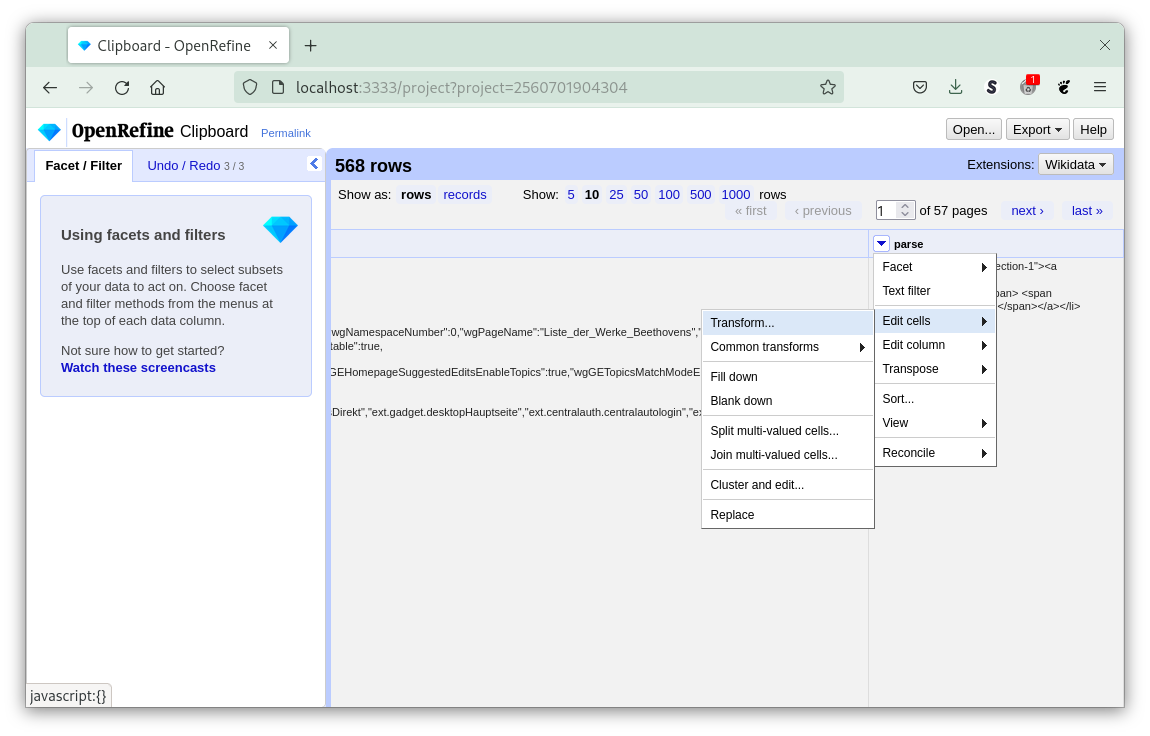 Clipboard - OpenRefine
localhost:3333/project?project=2560701904304
1
OpenRefine Clipboard Permalink
Open... Export Help
Facet / Filter Undo / Redo 3 / 3
568 rows
Extensions: Wikidata
Show as: rows records Show: 5 10 25 50 100 500 1000 rows
« first ‹ previous 1 of 57 pages next › last »
Using facets and filters
Use facets and filters to select subsets
of your data to act on. Choose facet
and filter methods from the menus at
the top of each data column.
Not sure how to get started?
Watch these screencasts
parse
Facet
Text filter
Edit cells
Edit column
Transpose
Sort...
View
Reconcile
ection-1"><a
pan> <span
</span></a></li>
Transform...
Common transforms
Fill down
Blank down
Split multi-valued cells...
Join multi-valued cells...
Cluster and edit...
Replace
wgNamespaceNumber":0,"wgPageName":"Liste_der_Werke_Beethovens","
table":true,
GEHomepageSuggestedEditsEnableTopics":true,"wgGETopicsMatchModeE
Direkt","ext.gadget.desktopHauptseite","ext.centralauth.centralautologin","ex
javascript:{}